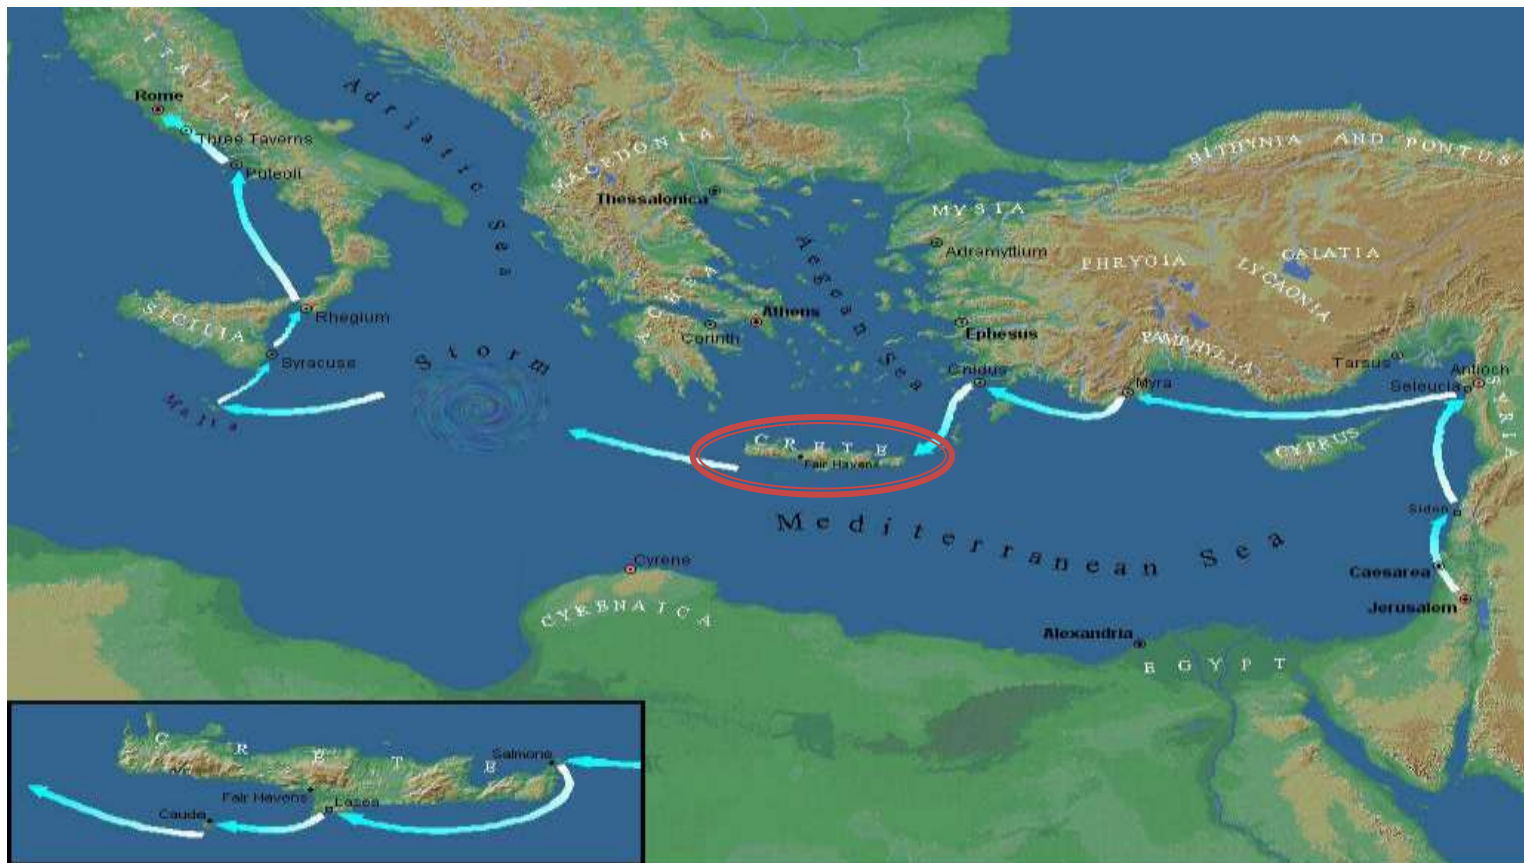 ITALIA
Adriatic Sea
Rome
Three Taverns
Puteoli
MACEDONIA
Thessalonica
BITHYNIA AND PONTUS
MYSIA
Adramyttium
Aegean Sea
PHRYGIA
GALATIA
LYCAONIA
SICILIA
Rhegium
Syracuse
Malta
Storm
Athens
Corinth
Ephesus
Cnidus
PAMPHYLIA
Myra
Tarsus
Antioch
Seleucia
SYRIA
CRETE
Fair Havens
CYPRUS
Sidon
Mediterranean Sea
Cyrene
CYRENAICA
Caesarea
Jerusalem
Alexandria
EGYPT
CRETE
Salmone
Fair Havens
Lasea
Cauda